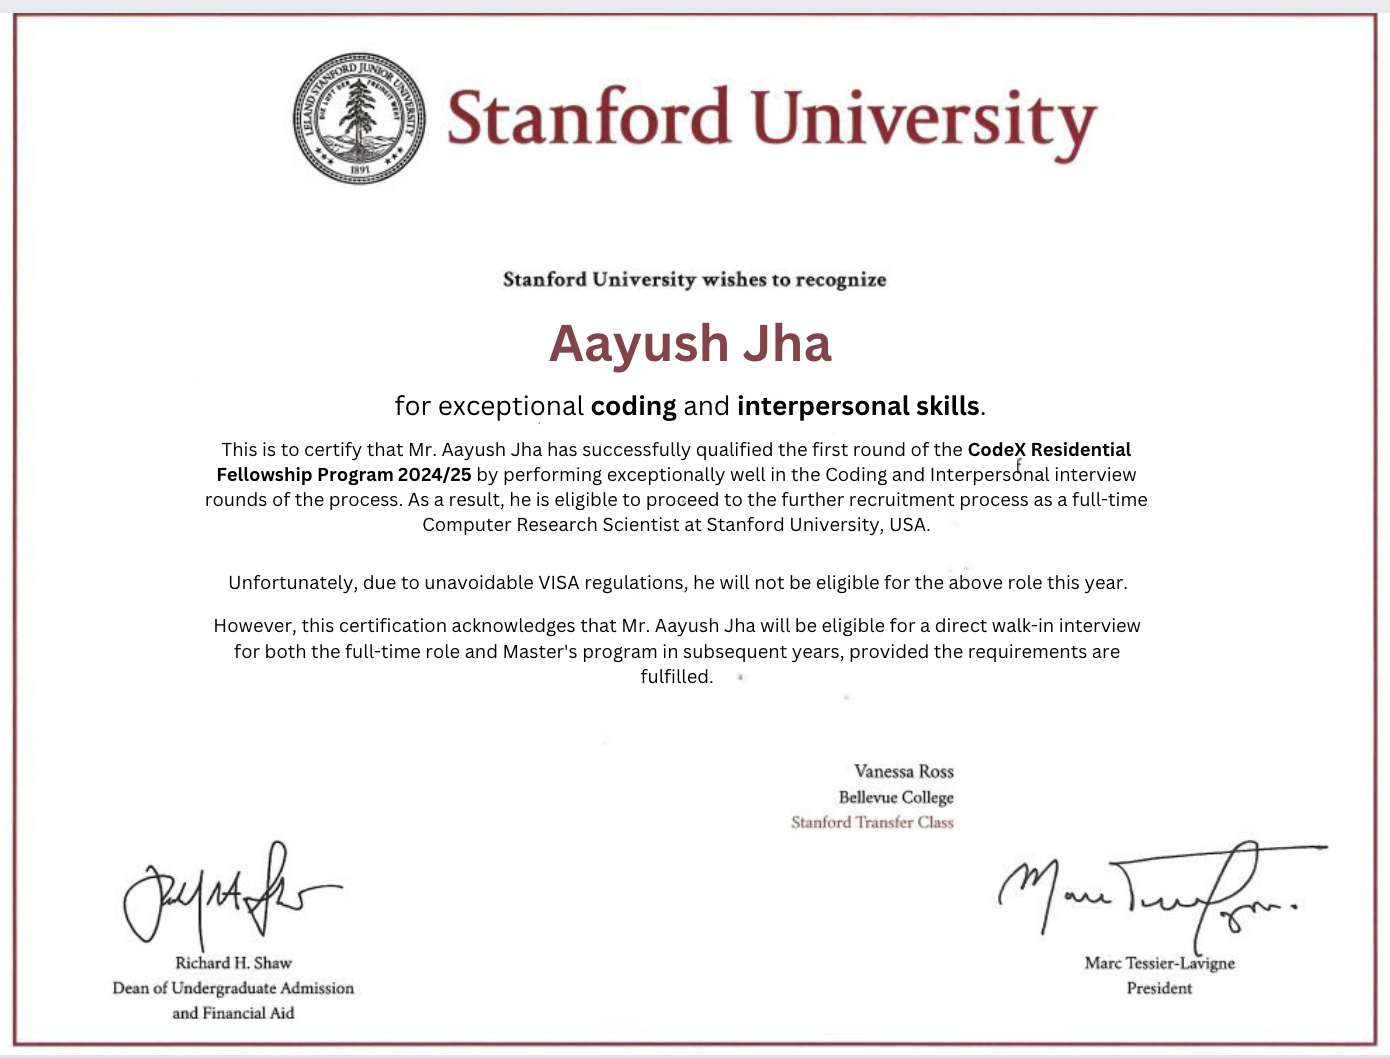 LELAND STANFORD JUNIOR UNIVERSITY
DIE LUFT DER FREIHEIT WEHT
1891
Stanford University
Stanford University wishes to recognize
Aayush Jha
for exceptional coding and interpersonal skills.
This is to certify that Mr. Aayush Jha has successfully qualified the first round of the CodeX Residential
Fellowship Program 2024/25 by performing exceptionally well in the Coding and Interpersonal interview
rounds of the process. As a result, he is eligible to proceed to the further recruitment process as a full-time
Computer Research Scientist at Stanford University, USA.
Unfortunately, due to unavoidable VISA regulations, he will not be eligible for the above role this year.
However, this certification acknowledges that Mr. Aayush Jha will be eligible for a direct walk-in interview
for both the full-time role and Master's program in subsequent years, provided the requirements are
fulfilled.
Vanessa Ross
Bellevue College
Stanford Transfer Class
Richard H. Shaw
Dean of Undergraduate Admission
and Financial Aid
Marc Tessier-Lavigne
President